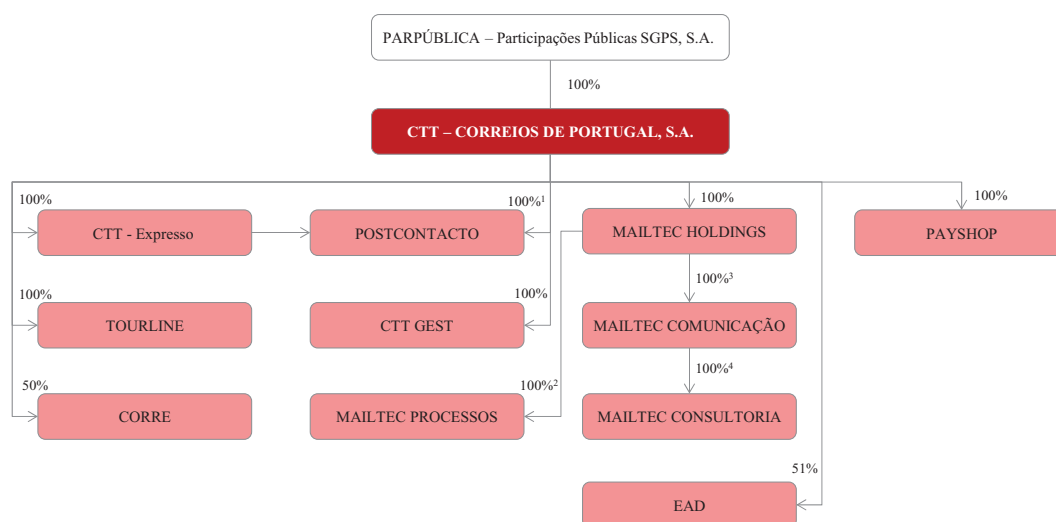 PARPÚBLICA – Participações Públicas SGPS, S.A.
100%
CTT – CORREIOS DE PORTUGAL, S.A.
100%
100%¹
100%
100%
CTT - Expresso
POSTCONTACTO
MAILTEC HOLDINGS
PAYSHOP
100%
100%
100%³
TOURLINE
CTT GEST
MAILTEC COMUNICAÇÃO
50%
100%²
100%⁴
CORRE
MAILTEC PROCESSOS
MAILTEC CONSULTORIA
51%
EAD